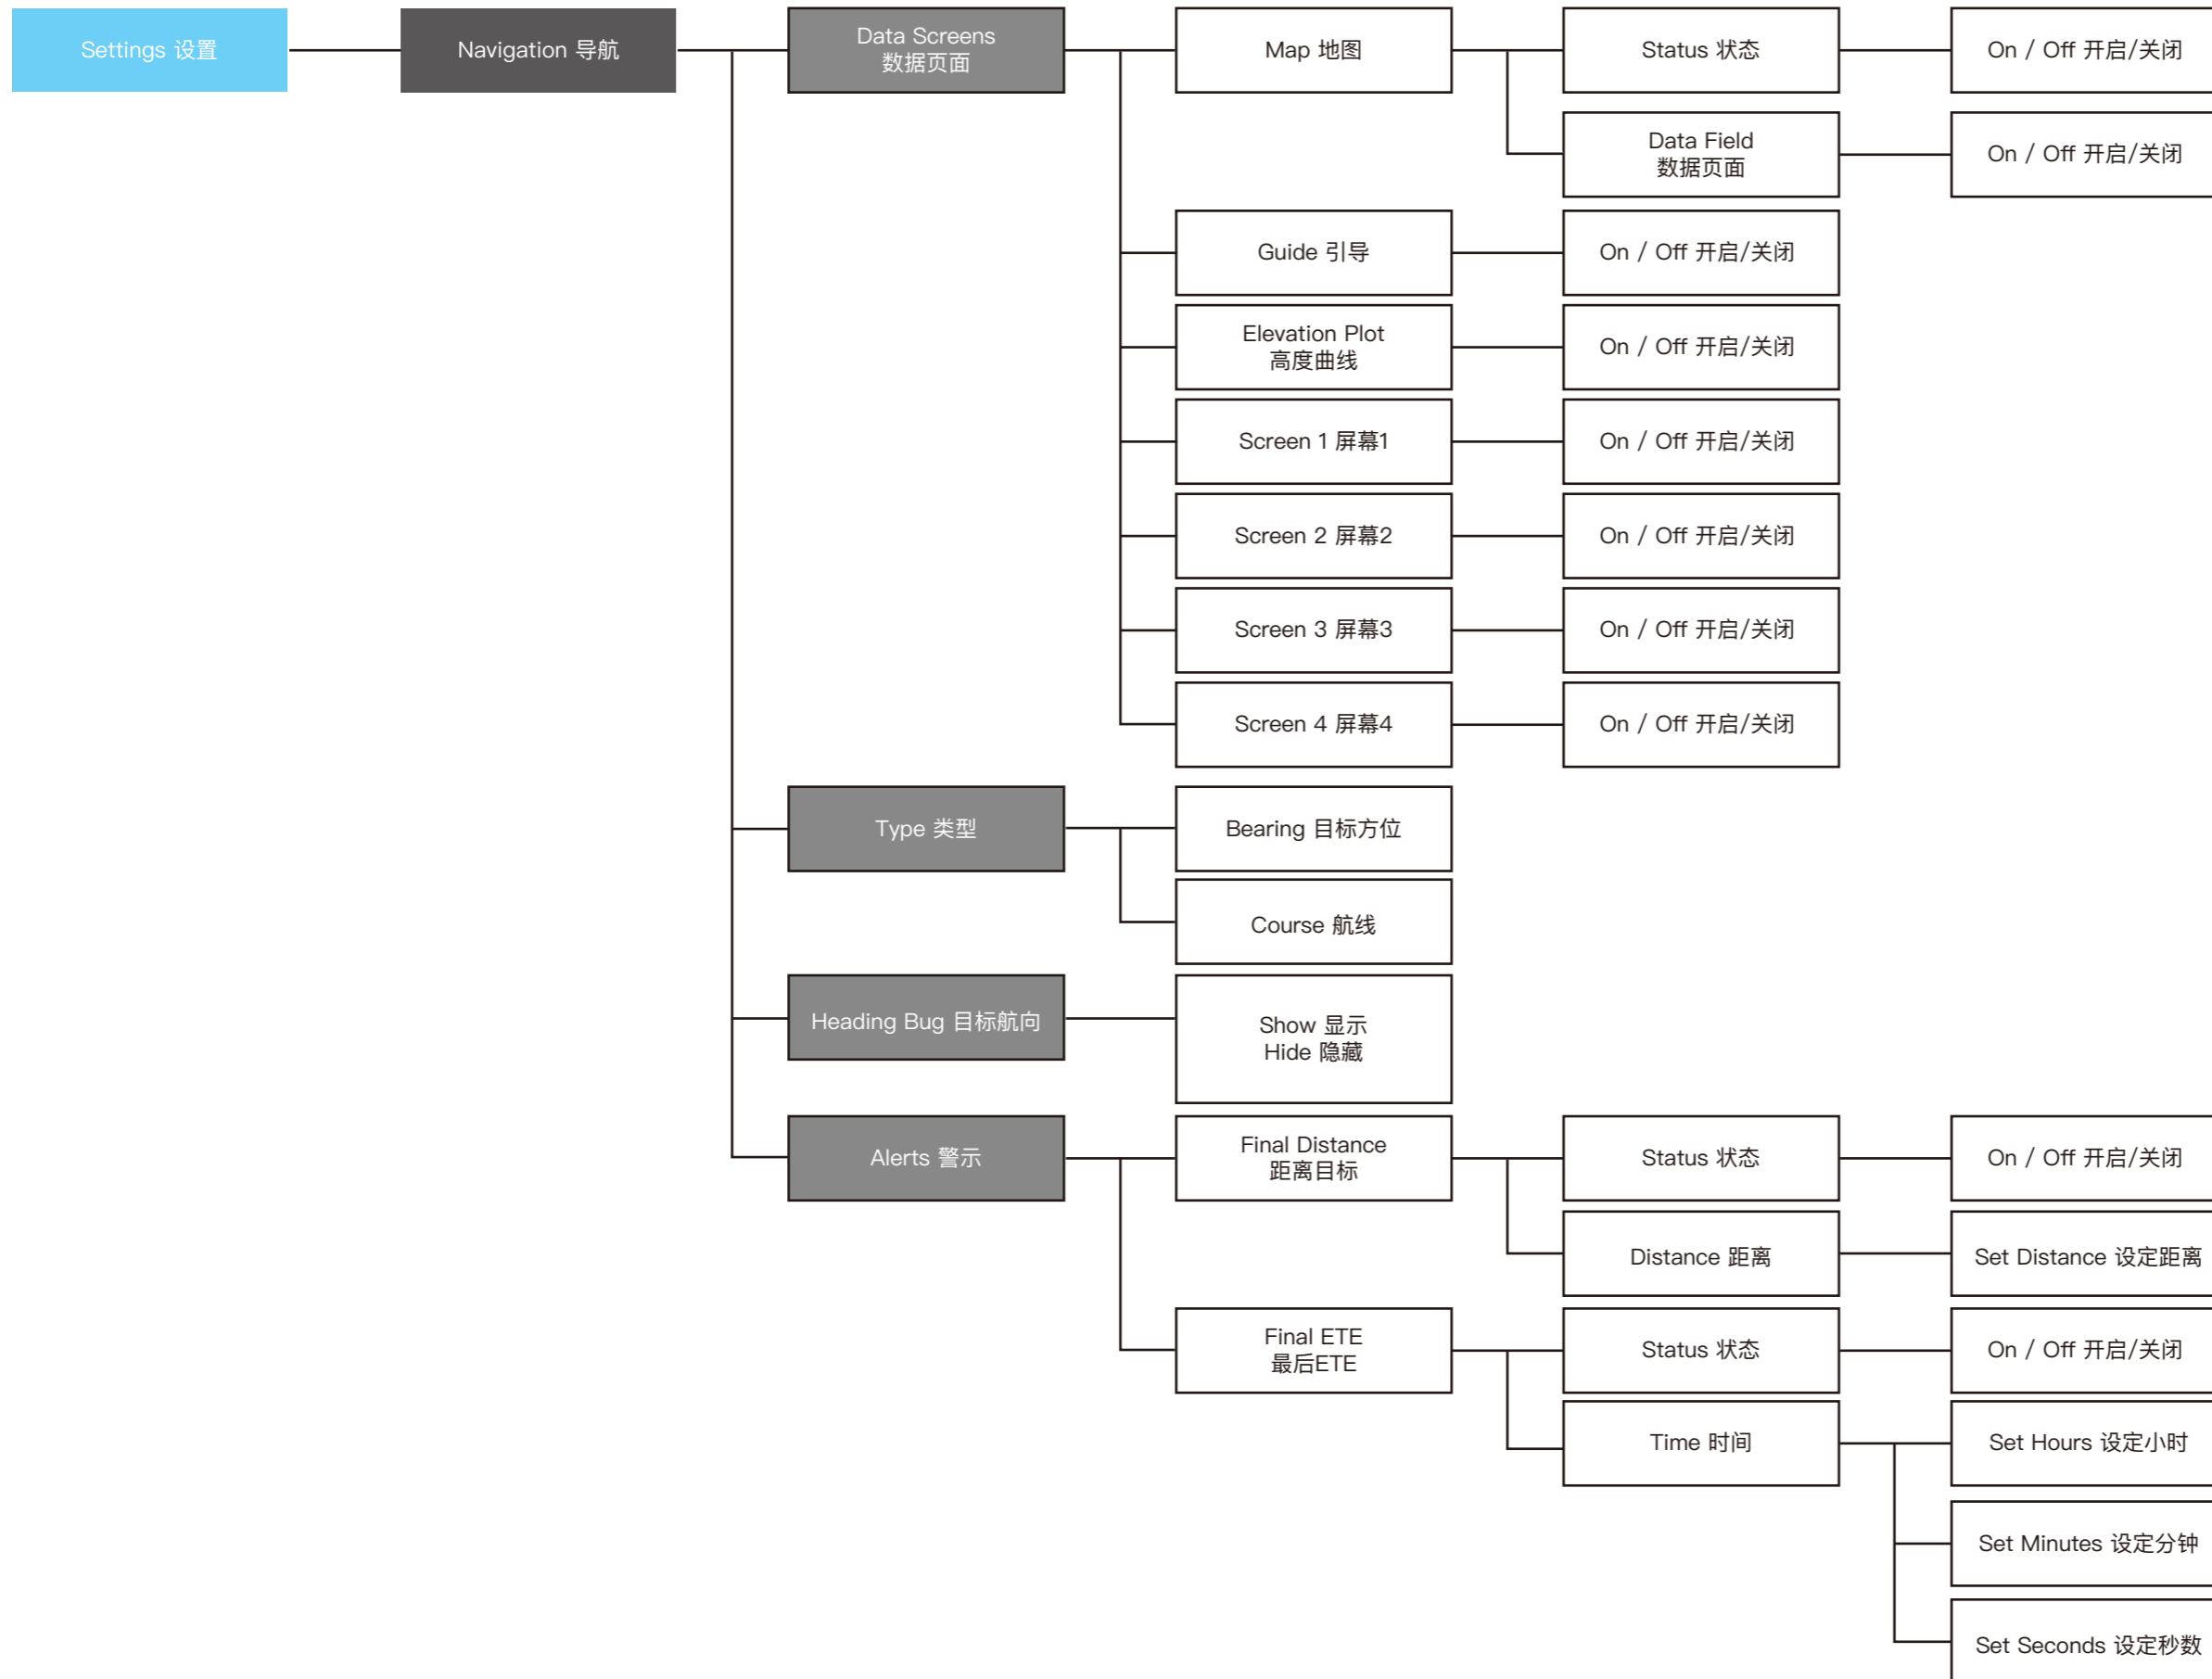 Settings 设置
Navigation 导航
Data Screens
数据页面
Map 地图
Status 状态
On / Off 开启/关闭
Data Field
数据页面
On / Off 开启/关闭
Guide 引导
On / Off 开启/关闭
Elevation Plot
高度曲线
On / Off 开启/关闭
Screen 1 屏幕1
On / Off 开启/关闭
Screen 2 屏幕2
On / Off 开启/关闭
Screen 3 屏幕3
On / Off 开启/关闭
Screen 4 屏幕4
On / Off 开启/关闭
Type 类型
Bearing 目标方位
Course 航线
Heading Bug 目标航向
Show 显示
Hide 隐藏
Alerts 警示
Final Distance
距离目标
Status 状态
On / Off 开启/关闭
Distance 距离
Set Distance 设定距离
Final ETE
最后ETE
Status 状态
On / Off 开启/关闭
Time 时间
Set Hours 设定小时
Set Minutes 设定分钟
Set Seconds 设定秒数